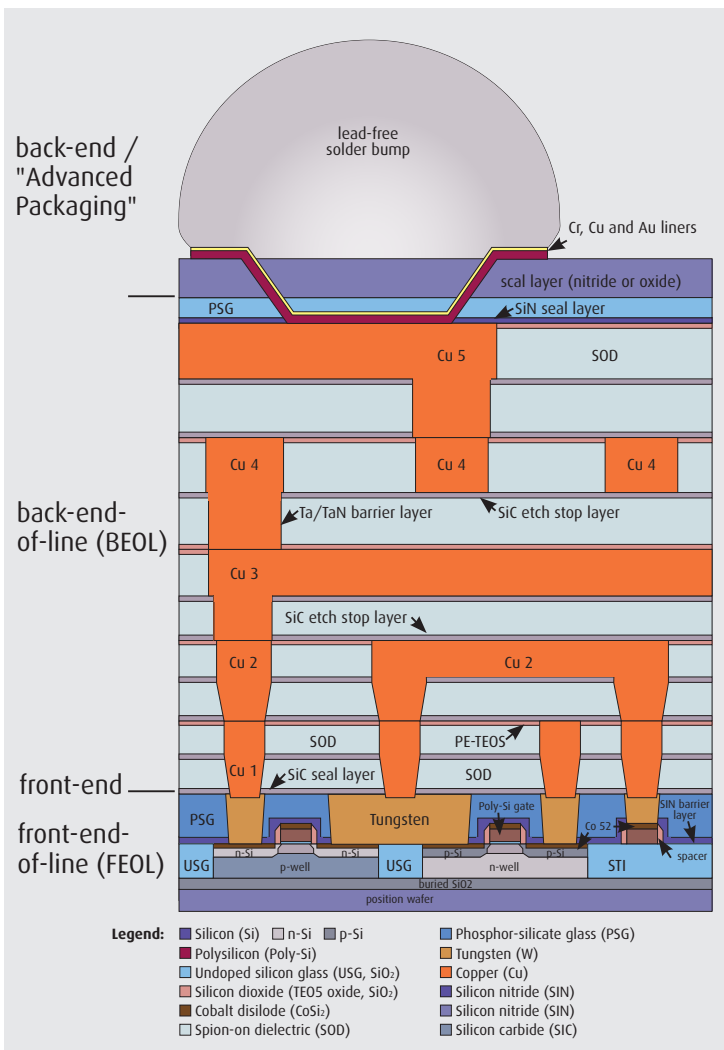 back-end /
"Advanced
Packaging"
lead-free
solder bump
Cr, Cu and Au liners
scal layer (nitride or oxide)
PSG
SiN seal layer
Cu 5
SOD
Cu 4
Cu 4
Cu 4
back-end-
of-line (BEOL)
Ta/TaN barrier layer
SiC etch stop layer
Cu 3
SiC etch stop layer
Cu 2
Cu 2
SOD
PE-TEOS
Cu 1
SiC seal layer
SOD
front-end
front-end-
of-line (FEOL)
PSG
Tungsten
Poly-Si gate
Co 52
SIN barrier
layer
spacer
n-Si
n-Si
p-Si
p-Si
USG
p-well
USG
n-well
STI
buried SiO2
position wafer
Legend:
Silicon (Si)
n-Si
p-Si
Polysilicon (Poly-Si)
Undoped silicon glass (USG, SiO₂)
Silicon dioxide (TEO5 oxide, SiO₂)
Cobalt disilode (CoSi₂)
Spion-on dielectric (SOD)
Phosphor-silicate glass (PSG)
Tungsten (W)
Copper (Cu)
Silicon nitride (SIN)
Silicon nitride (SIN)
Silicon carbide (SIC)